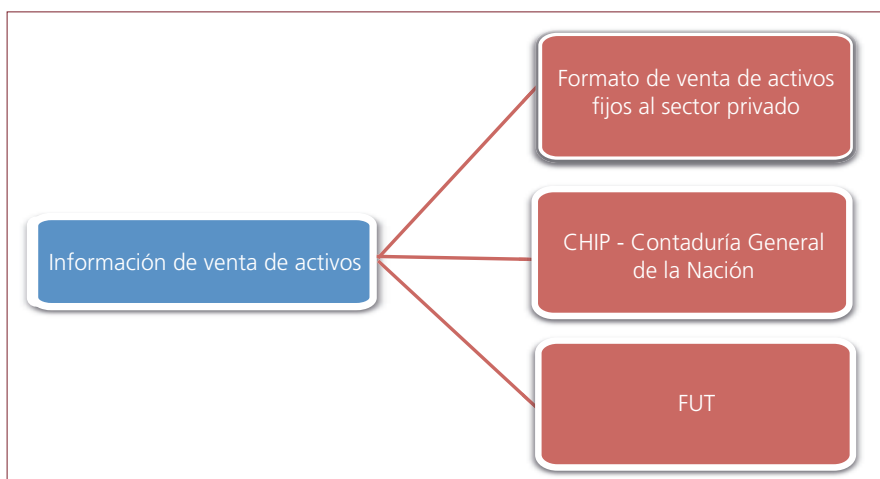 Formato de venta de activos
fijos al sector privado
Información de venta de activos
CHIP - Contaduría General
de la Nación
FUT